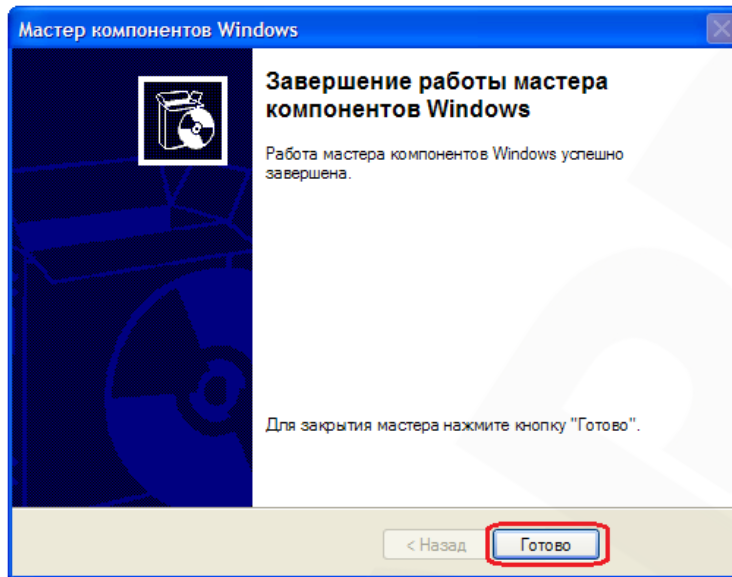 Мастер компонентов Windows
Завершение работы мастера
компонентов Windows
Работа мастера компонентов Windows успешно
завершена.
Для закрытия мастера нажмите кнопку "Готово".
< Назад
Готово